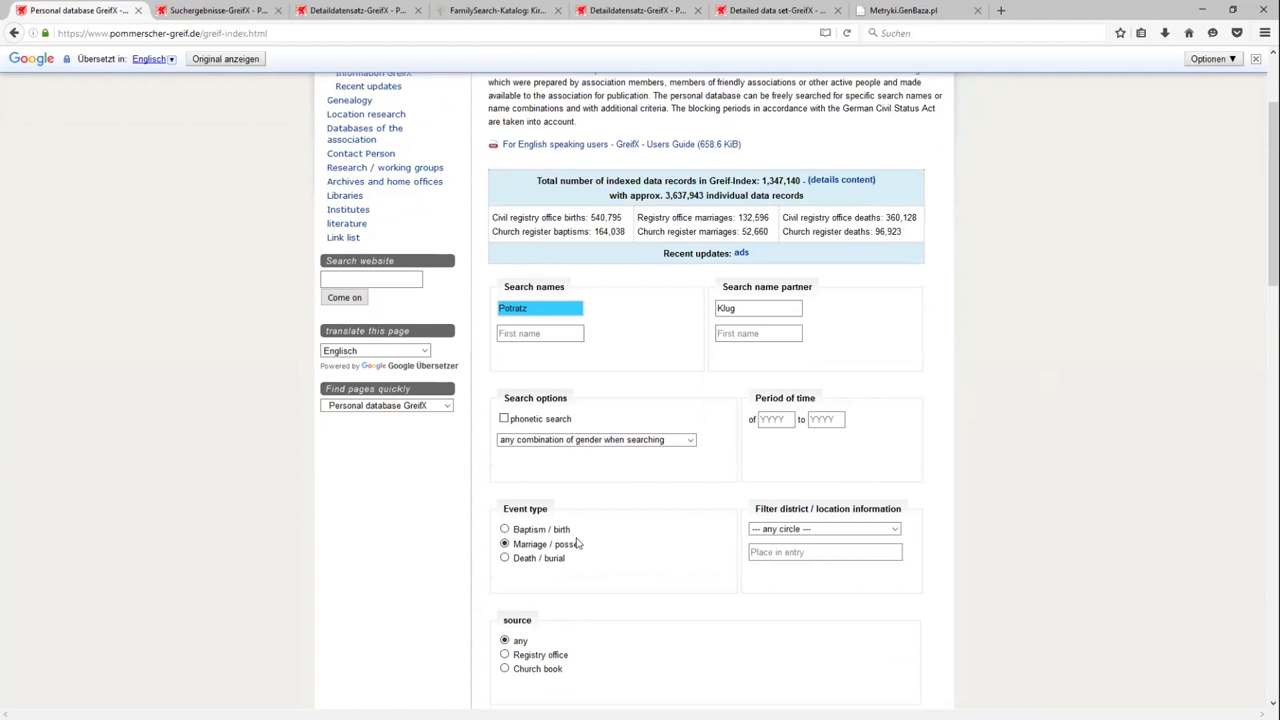 Personal database GreifX -...
Suchergebnisse-GreifX - P...
Detaildatensatz-GreifX - P...
FamilySearch-Katalog: Kir...
Detaildatensatz-GreifX - P...
Detailed data set-GreifX - ...
Metryki.GenBaza.pl
https://www.pommerscher-greif.de/greif-index.html
Suchen
Google
Übersetzt in: Englisch
Original anzeigen
Optionen ▼
Information GreifX
Recent updates
Genealogy
Location research
Databases of the
association
Contact Person
Research / working groups
Archives and home offices
Libraries
Institutes
literature
Link list
Search website
Come on
translate this page
Englisch
Powered by Google Google Übersetzer
Find pages quickly
Personal database GreifX
which were prepared by association members, members of friendly associations or other active people and made
available to the association for publication. The personal database can be freely searched for specific search names or
name combinations and with additional criteria. The blocking periods in accordance with the German Civil Status Act
are taken into account.
For English speaking users - GreifX - Users Guide (658.6 KiB)
Total number of indexed data records in Greif-Index: 1,347,140 - (details content)
with approx. 3,637,943 individual data records
Civil registry office births: 540,795
Registry office marriages: 132,596
Civil registry office deaths: 360,128
Church register baptisms: 164,038
Church register marriages: 52,660
Church register deaths: 96,923
Recent updates: ads
Search names
Potratz
First name
Search name partner
Klug
First name
Search options
phonetic search
any combination of gender when searching
Period of time
of YYYY to YYYY
Event type
Baptism / birth
Marriage / posse
Death / burial
Filter district / location information
--- any circle ---
Place in entry
source
any
Registry office
Church book